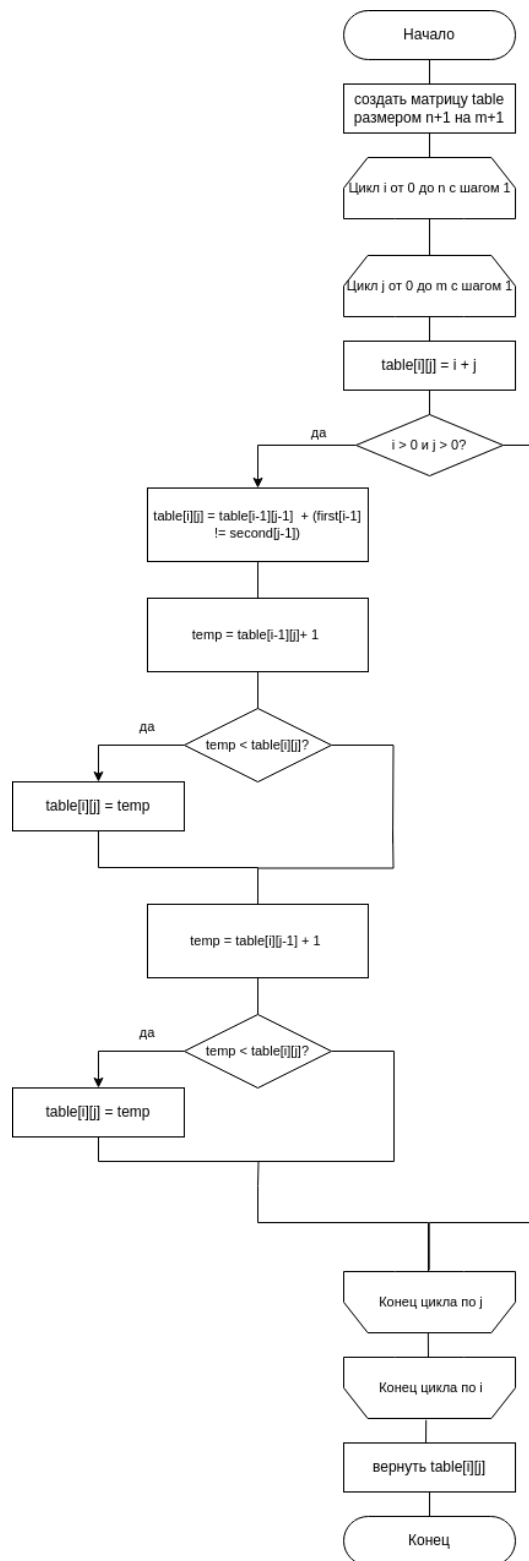 Начало
создать матрицу table
размером n+1 на m+1
Цикл i от 0 до n с шагом 1
Цикл j от 0 до m с шагом 1
table[i][j] = i + j
i > 0 и j > 0?
да
table[i][j] = table[i-1][j-1] + (first[i-1]
!= second[j-1])
temp = table[i-1][j]+ 1
temp < table[i][j]?
да
table[i][j] = temp
temp = table[i][j-1] + 1
temp < table[i][j]?
да
table[i][j] = temp
Конец цикла по j
Конец цикла по i
вернуть table[i][j]
Конец